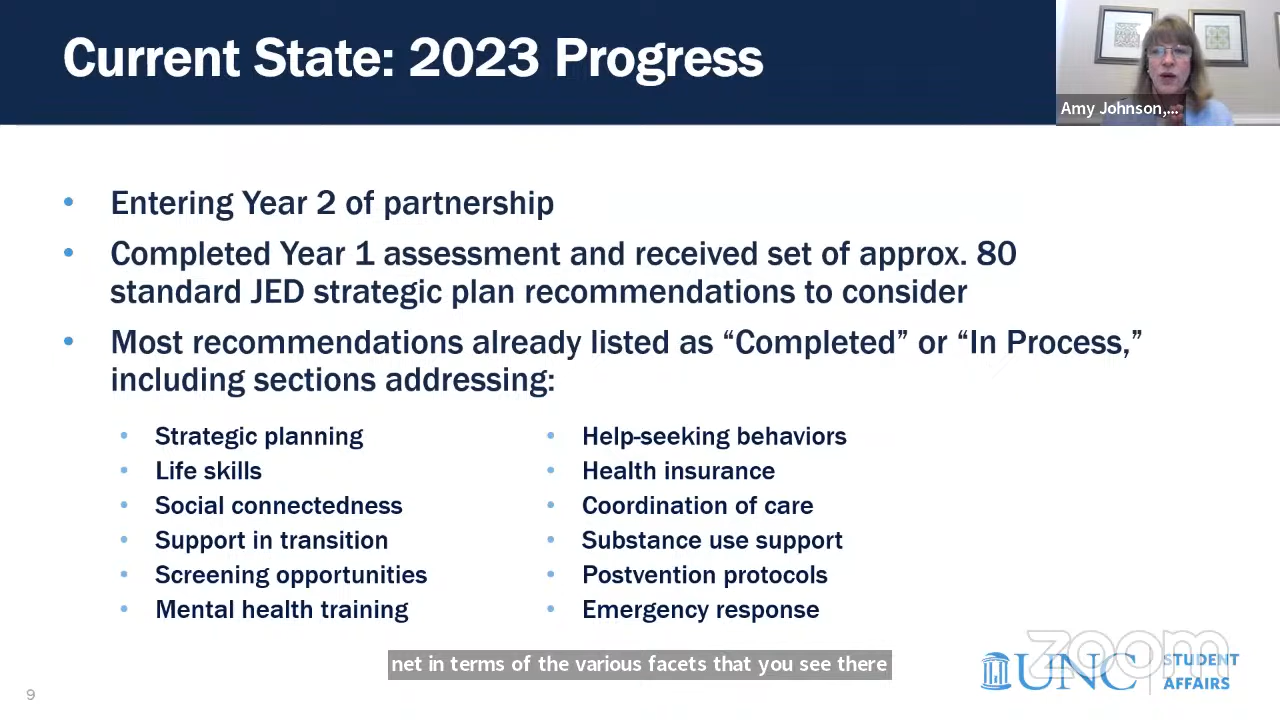 Current State: 2023 Progress
Amy Johnson,...
• Entering Year 2 of partnership
• Completed Year 1 assessment and received set of approx. 80
standard JED strategic plan recommendations to consider
• Most recommendations already listed as “Completed” or “In Process,”
including sections addressing:
• Strategic planning
• Life skills
• Social connectedness
• Support in transition
• Screening opportunities
• Mental health training
• Help-seeking behaviors
• Health insurance
• Coordination of care
• Substance use support
• Postvention protocols
• Emergency response
net in terms of the various facets that you see there
zoom
UNC
STUDENT
AFFAIRS
9